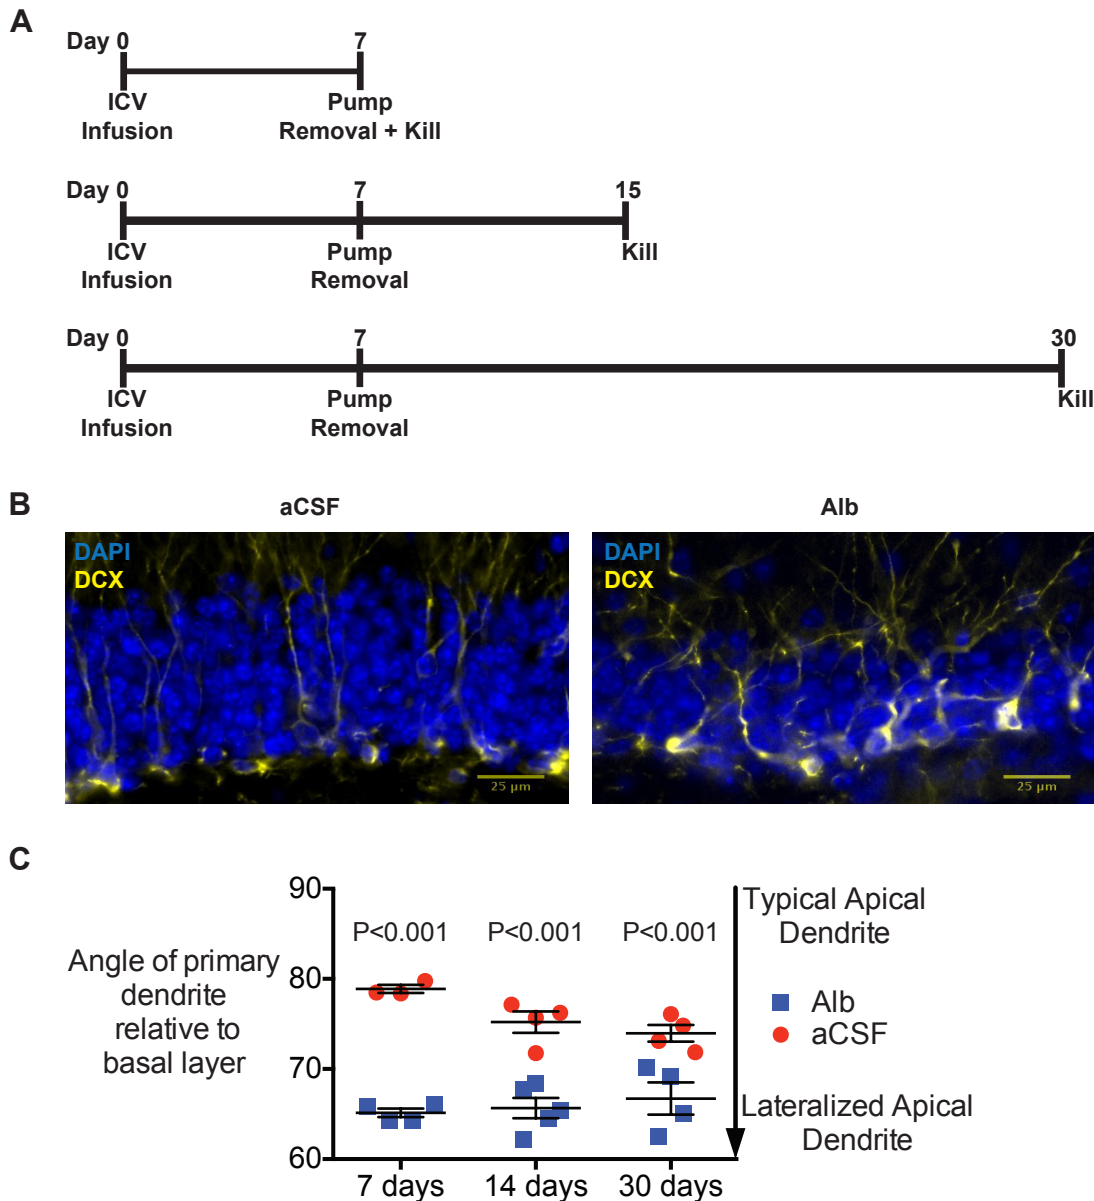 A
Day 0 7
ICV Pump
Infusion Removal + Kill
Day 0 7 15
ICV Pump Kill
Infusion Removal
Day 0 7 30
ICV Pump Kill
Infusion Removal
B
aCSF Alb
DAPI
DCX
25 µm
DAPI
DCX
25 µm
C
Angle of primary
dendrite
relative to
basal layer
90
80
70
60
P<0.001 P<0.001 P<0.001
7 days 14 days 30 days
Typical Apical
Dendrite
Alb
aCSF
Lateralized Apical
Dendrite